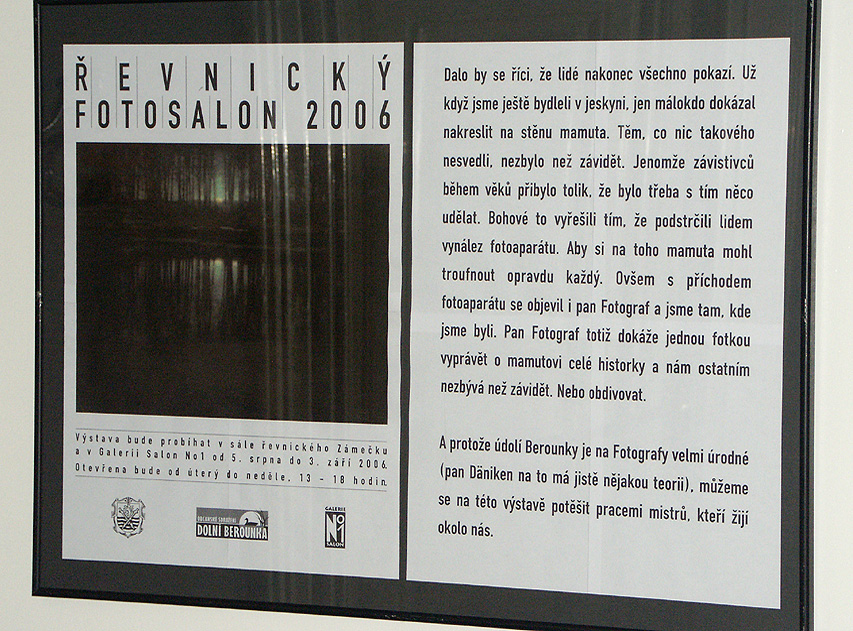 ŘEVNICKÝ
FOTOSALON 2006
Výstava bude probíhat v sále řevnického Zámečku
a v Galerii Salon No1 od 5. srpna do 3. září 2006.
Otevřena bude od úterý do neděle, 13 - 18 hodin.
OBČANSKÉ SDRUŽENÍ
DOLNÍ BEROUNKA
GALERIE
No1
SALON
Dalo by se říci, že lidé nakonec všechno pokazí. Už
když jsme ještě bydleli v jeskyni, jen málokdo dokázal
nakreslit na stěnu mamuta. Těm, co nic takového
nesvedli, nezbylo než závidět. Jenomže závistivců
během věků přibylo tolik, že bylo třeba s tím něco
udělat. Bohové to vyřešili tím, že podstrčili lidem
vynález fotoaparátu. Aby si na toho mamuta mohl
troufnout opravdu každý. Ovšem s příchodem
fotoaparátu se objevil i pan Fotograf a jsme tam, kde
jsme byli. Pan Fotograf totiž dokáže jednou fotkou
vyprávět o mamutovi celé historky a nám ostatním
nezbývá než závidět. Nebo obdivovat.
A protože údolí Berounky je na Fotografy velmi úrodné
(pan Däniken na to má jistě nějakou teorii), můžeme
se na této výstavě potěšit pracemi mistrů, kteří žijí
okolo nás.